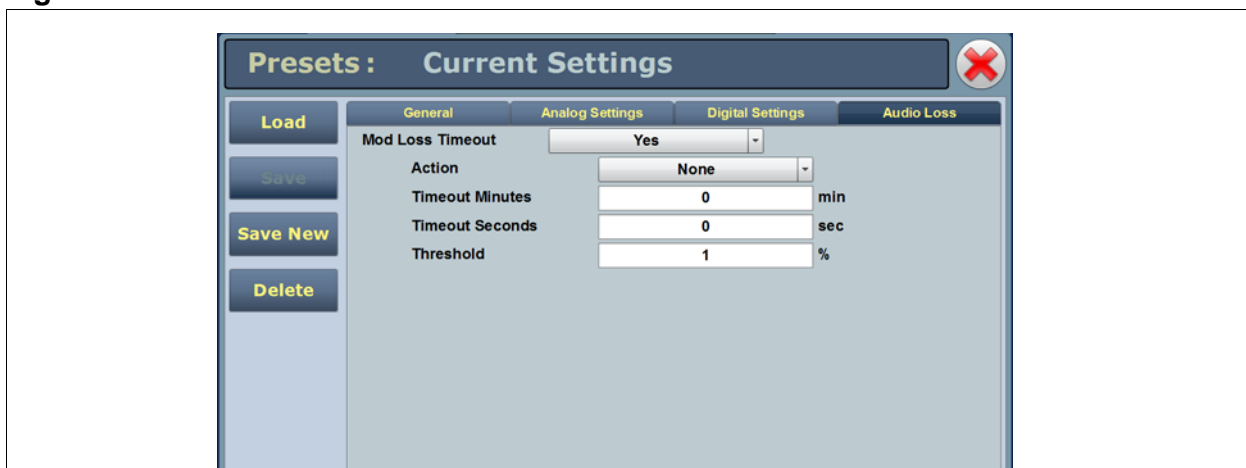 Presets: Current Settings
Load
Save
Save New
Delete
General Analog Settings Digital Settings Audio Loss
Mod Loss Timeout Yes
Action None
Timeout Minutes 0 min
Timeout Seconds 0 sec
Threshold 1 %